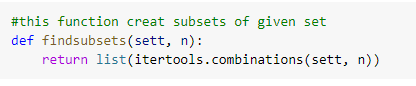 #this function creat subsets of given set
def findsubsets(sett, n):
    return list(itertools.combinations(sett, n))